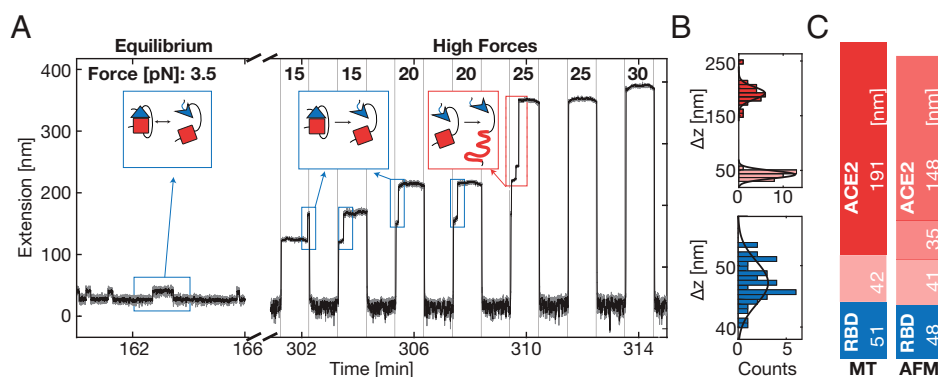 A
Equilibrium
High Forces
Force [pN]: 3.5
15
15
20
20
25
25
30
Extension [nm]
400
300
200
100
0
162
166
302
306
310
314
Time [min]
B
Δz [nm]
250
150
50
0
10
Δz [nm]
50
40
0
5
Counts
C
ACE2
191
[nm]
42
RBD
51
MT
ACE2
148
[nm]
35
41
RBD
48
AFM